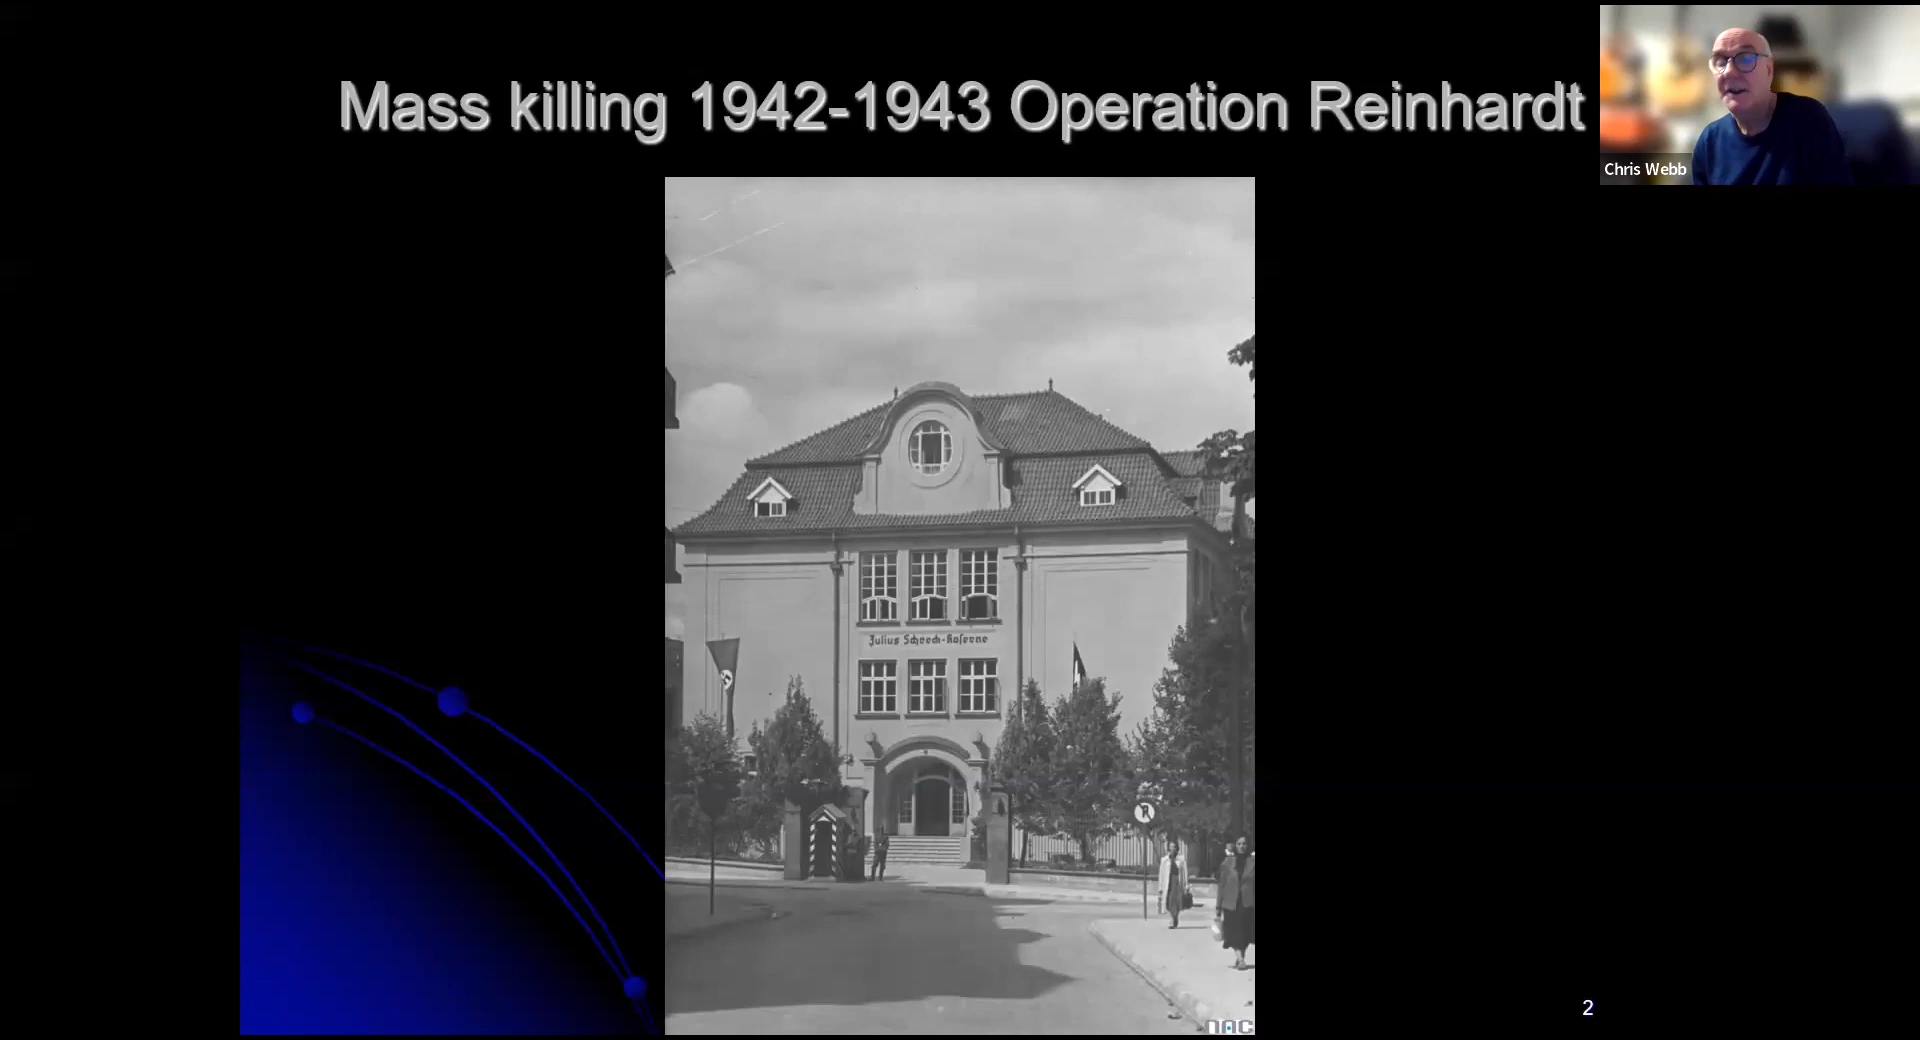 Mass killing 1942-1943 Operation Reinhardt
Chris Webb
Julius Schreck-Kaserne
R
2
NAC